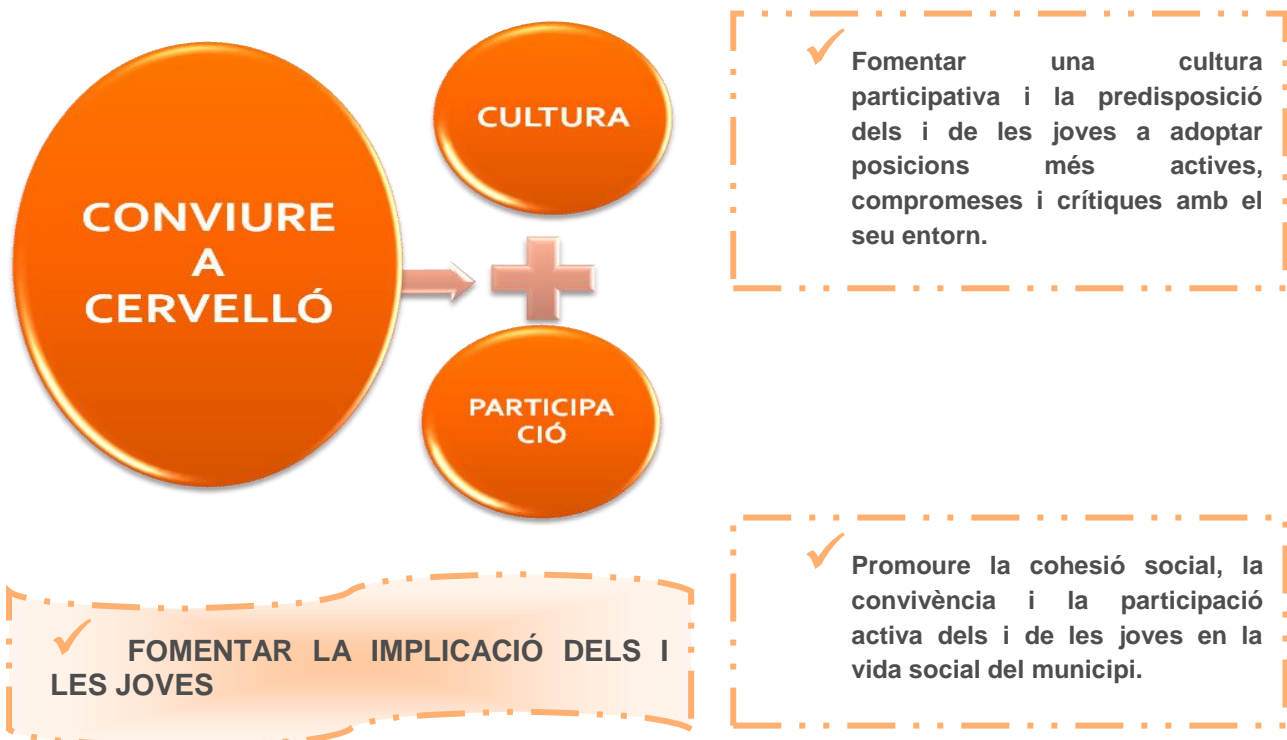 CONVIURE
A
CERVELLÓ
CULTURA
PARTICIPA
CIÓ
Fomentar una cultura
participativa i la predisposició
dels i de les joves a adoptar
posicions més actives,
compromeses i crítiques amb el
seu entorn.
Promoure la cohesió social, la
convivència i la participació
activa dels i de les joves en la
vida social del municipi.
FOMENTAR LA IMPLICACIÓ DELS I
LES JOVES